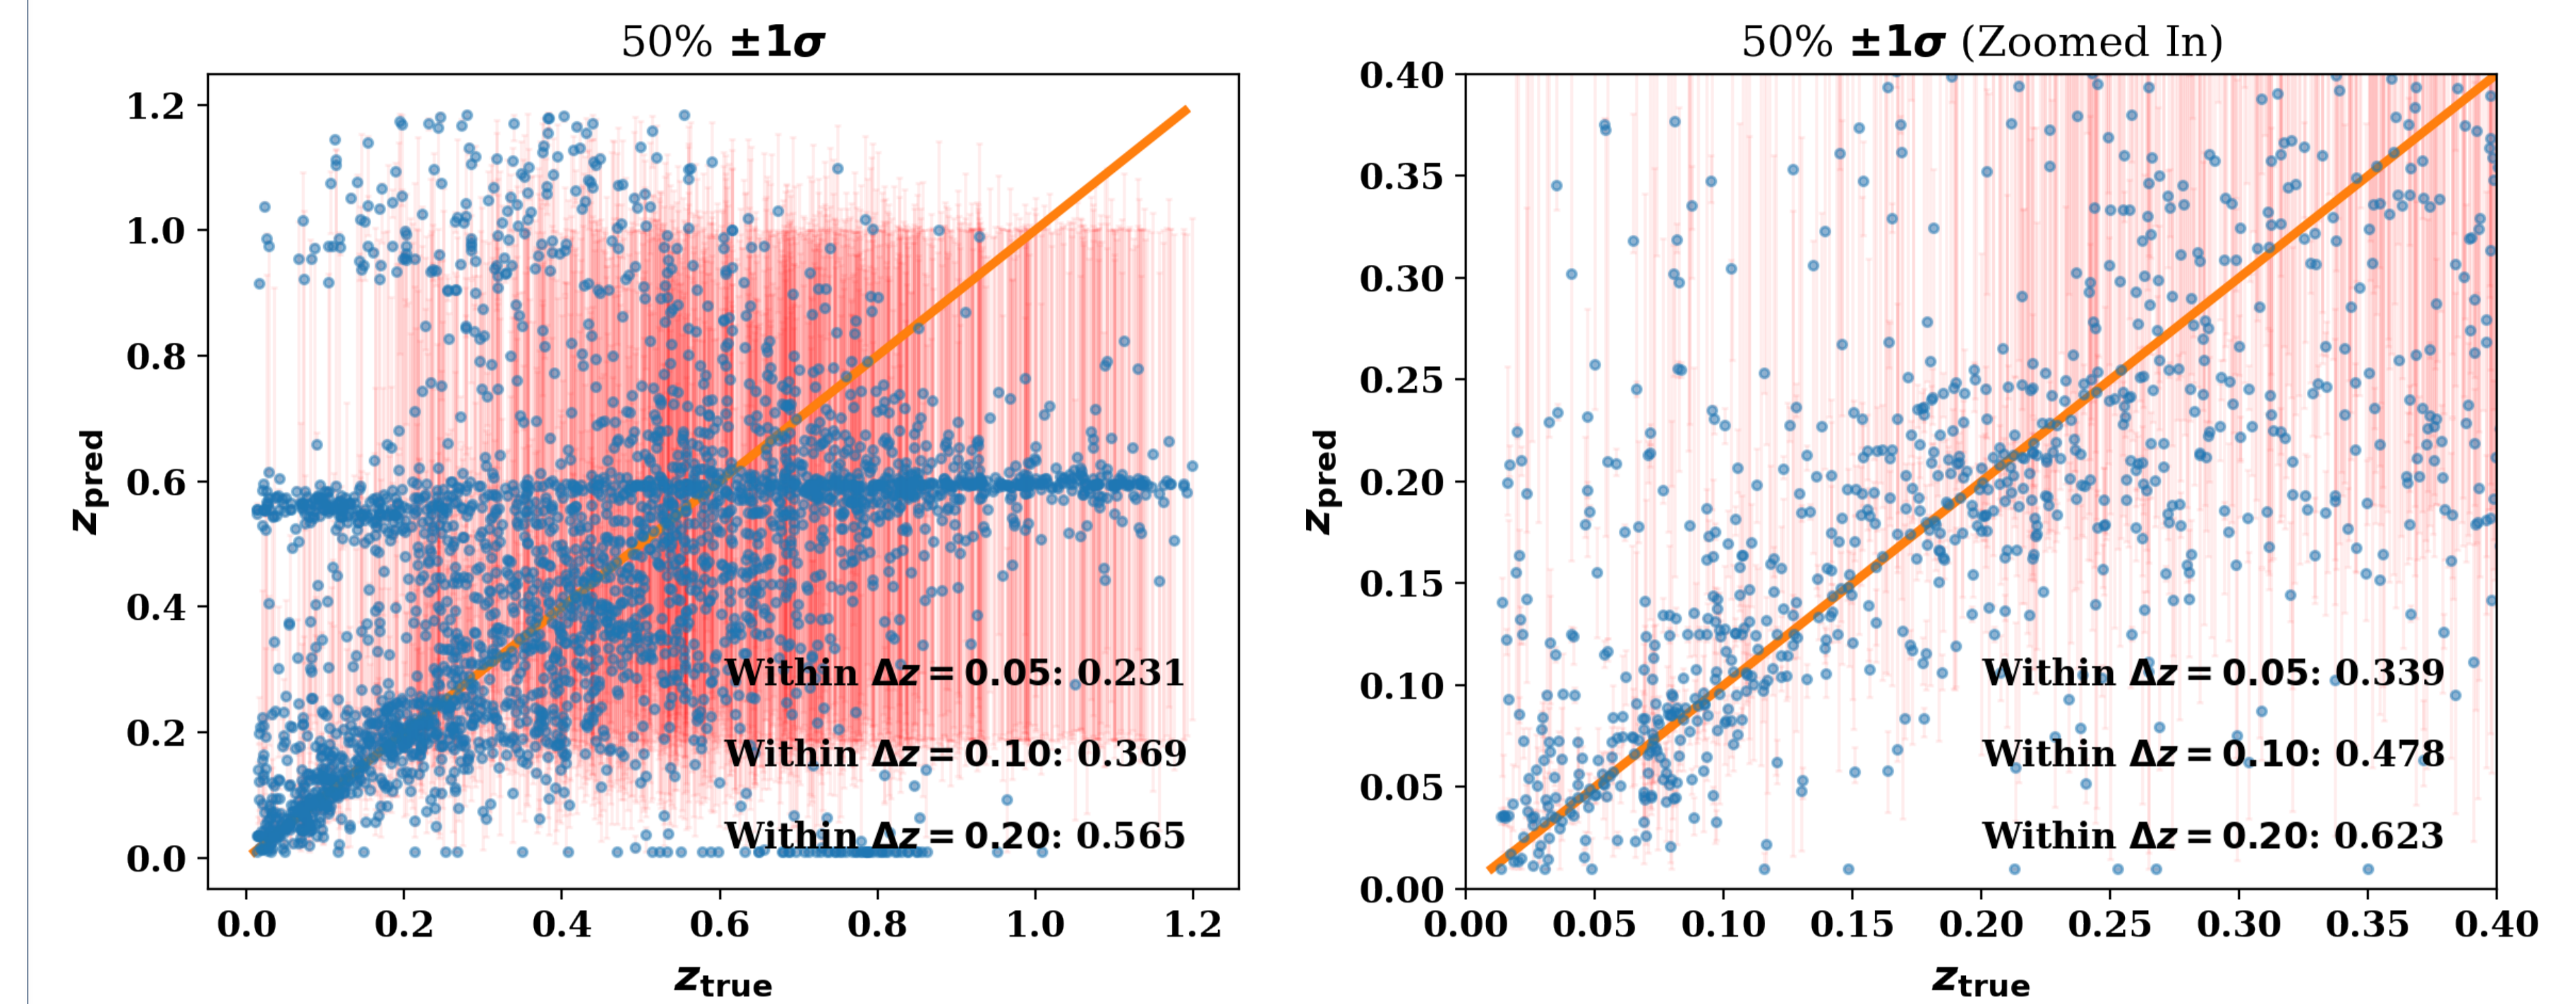 50% ±1σ
1.2
1.0
0.8
0.6
0.4
0.2
0.0
z_pred
Within Δz = 0.05: 0.231
Within Δz = 0.10: 0.369
Within Δz = 0.20: 0.565
0.0 0.2 0.4 0.6 0.8 1.0 1.2
z_true
50% ±1σ (Zoomed In)
0.40
0.35
0.30
0.25
0.20
0.15
0.10
0.05
0.00
z_pred
Within Δz = 0.05: 0.339
Within Δz = 0.10: 0.478
Within Δz = 0.20: 0.623
0.00 0.05 0.10 0.15 0.20 0.25 0.30 0.35 0.40
z_true